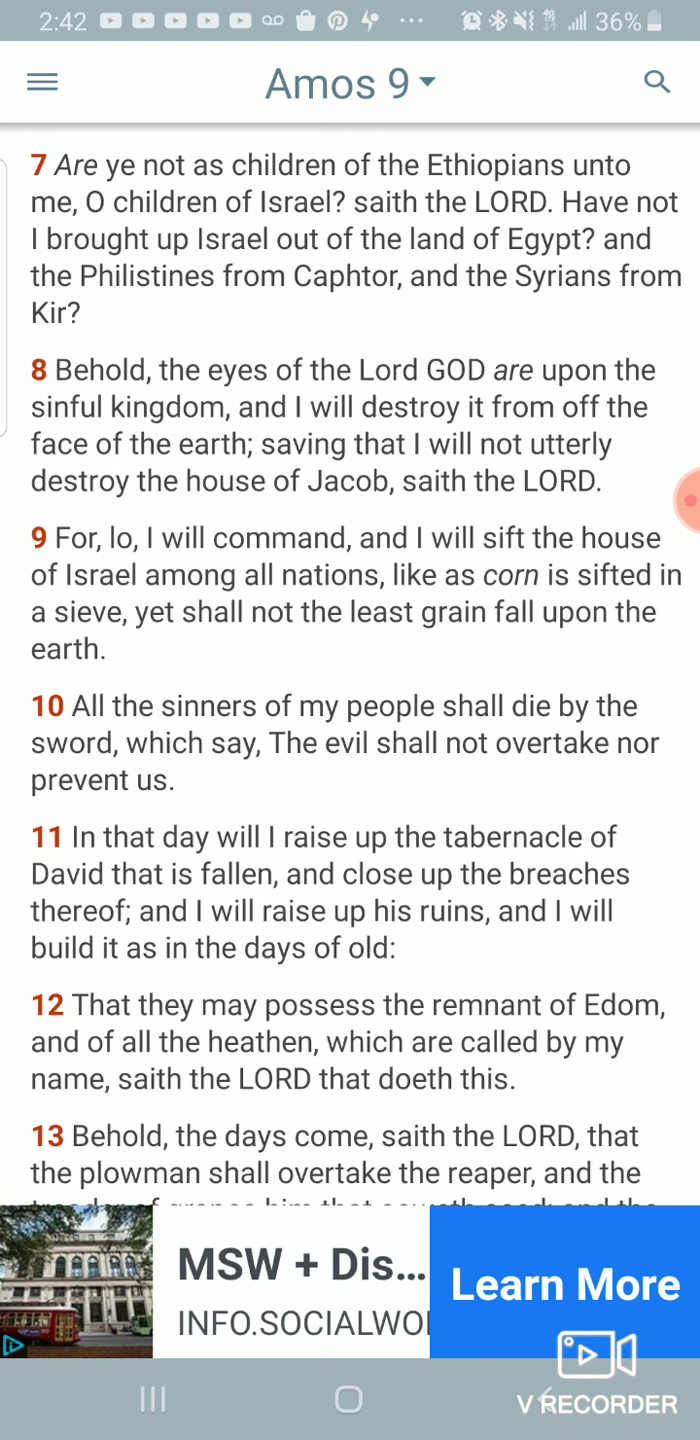 2:42
36%
Amos 9
7 Are ye not as children of the Ethiopians unto
me, O children of Israel? saith the LORD. Have not
I brought up Israel out of the land of Egypt? and
the Philistines from Caphtor, and the Syrians from
Kir?
8 Behold, the eyes of the Lord GOD are upon the
sinful kingdom, and I will destroy it from off the
face of the earth; saving that I will not utterly
destroy the house of Jacob, saith the LORD.
9 For, lo, I will command, and I will sift the house
of Israel among all nations, like as corn is sifted in
a sieve, yet shall not the least grain fall upon the
earth.
10 All the sinners of my people shall die by the
sword, which say, The evil shall not overtake nor
prevent us.
11 In that day will I raise up the tabernacle of
David that is fallen, and close up the breaches
thereof; and I will raise up his ruins, and I will
build it as in the days of old:
12 That they may possess the remnant of Edom,
and of all the heathen, which are called by my
name, saith the LORD that doeth this.
13 Behold, the days come, saith the LORD, that
the plowman shall overtake the reaper, and the
MSW + Dis...
INFO.SOCIALWO
Learn More
V RECORDER